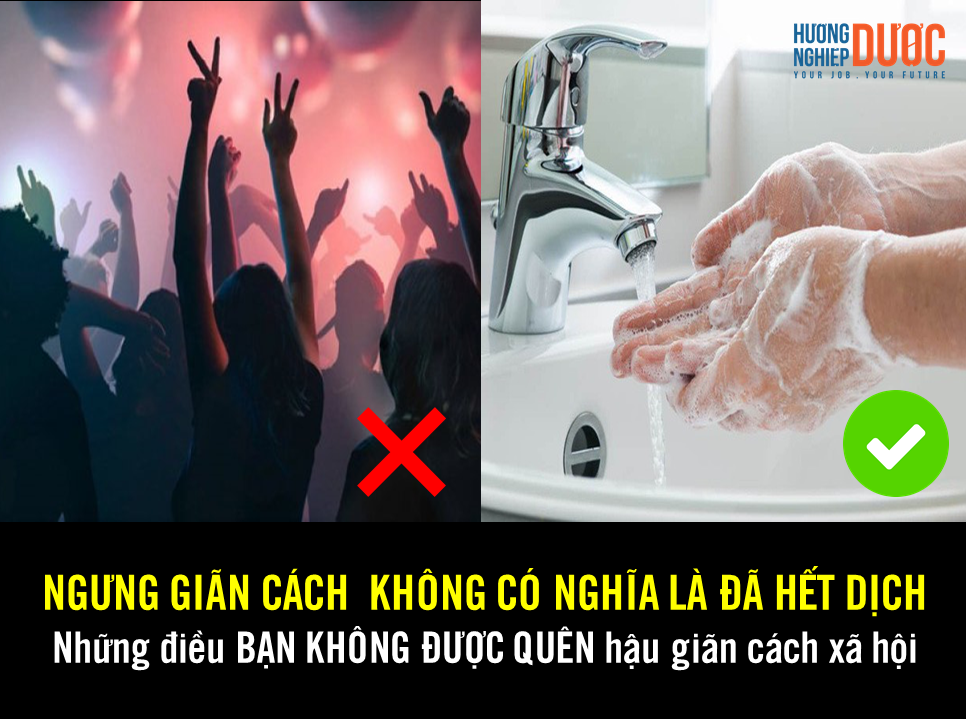 HƯỚNG
NGHIỆP DƯỢC
YOUR JOB . YOUR FUTURE
NGƯNG GIÃN CÁCH KHÔNG CÓ NGHĨA LÀ ĐÃ HẾT DỊCH
Những điều BẠN KHÔNG ĐƯỢC QUÊN hậu giãn cách xã hội